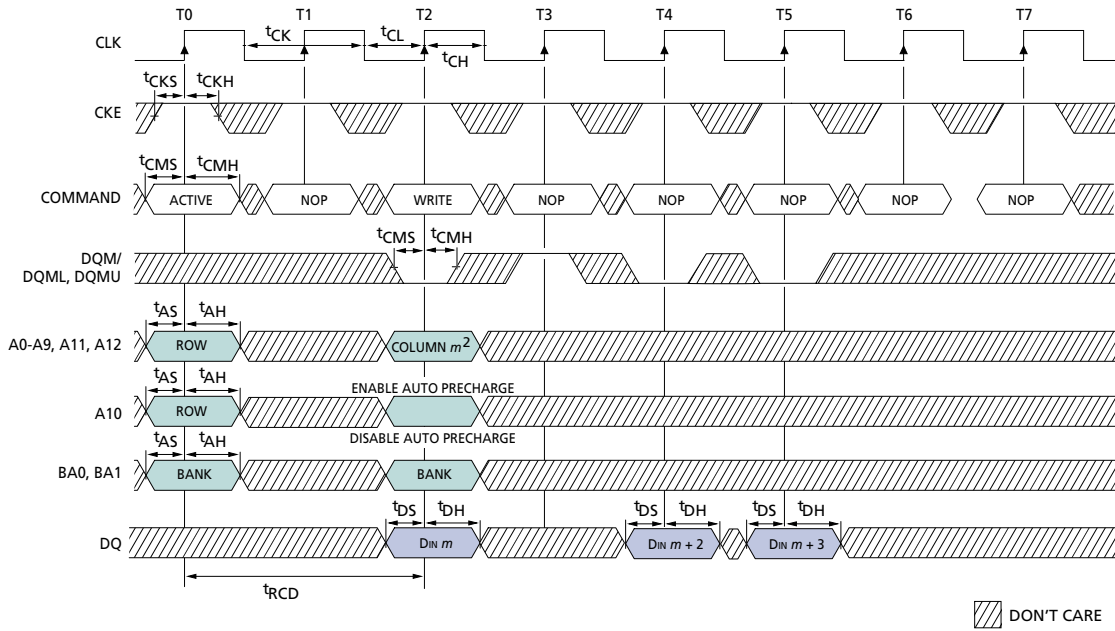 T0 T1 T2 T3 T4 T5 T6 T7
CLK
tCK tCL
tCH
tCKS tCKH
CKE
tCMS tCMH
COMMAND
ACTIVE NOP WRITE NOP NOP NOP NOP NOP
tCMS tCMH
DQM/
DQML, DQMU
tAS tAH
A0-A9, A11, A12
ROW COLUMN m2
tAS tAH
ENABLE AUTO PRECHARGE
A10
ROW
DISABLE AUTO PRECHARGE
tAS tAH
BA0, BA1
BANK BANK
tDS tDH tDS tDH tDS tDH
DQ
DIN m DIN m + 2 DIN m + 3
tRCD
DON'T CARE